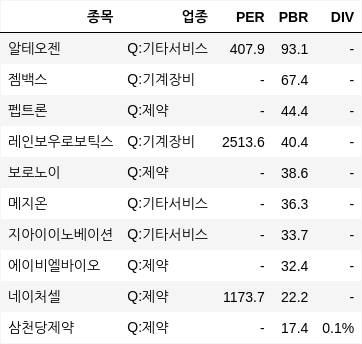 종목 업종 PER PBR DIV
알테오젠 Q:기타서비스 407.9 93.1 -
젬백스 Q:기계장비 - 67.4 -
펩트론 Q:제약 - 44.4 -
레인보우로보틱스 Q:기계장비 2513.6 40.4 -
보로노이 Q:제약 - 38.6 -
메지온 Q:기타서비스 - 36.3 -
지아이이노베이션 Q:기타서비스 - 33.7 -
에이비엘바이오 Q:제약 - 32.4 -
네이처셀 Q:제약 1173.7 22.2 -
삼천당제약 Q:제약 - 17.4 0.1%